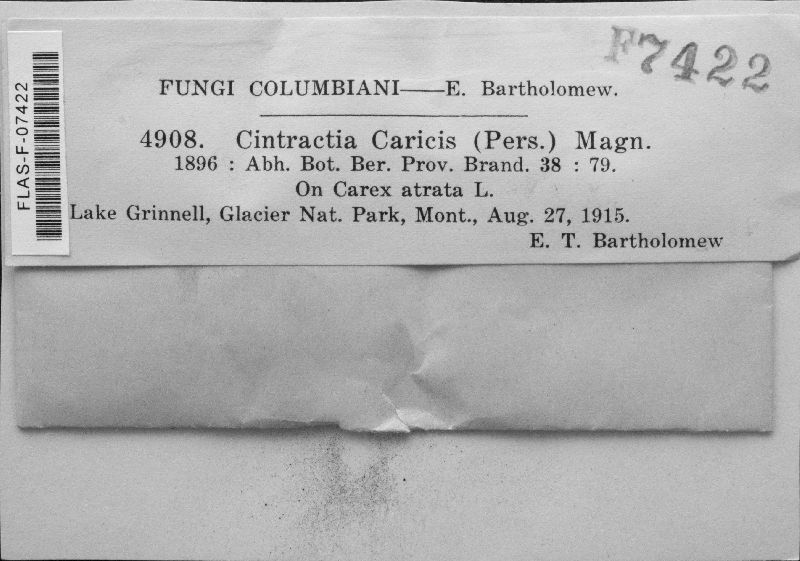 F7422
FLAS-F-07422
FUNGI COLUMBIANI——E. Bartholomew.
4908. Cintractia Caricis (Pers.) Magn.
1896 : Abh. Bot. Ber. Prov. Brand. 38 : 79.
On Carex atrata L.
Lake Grinnell, Glacier Nat. Park, Mont., Aug. 27, 1915.
E. T. Bartholomew